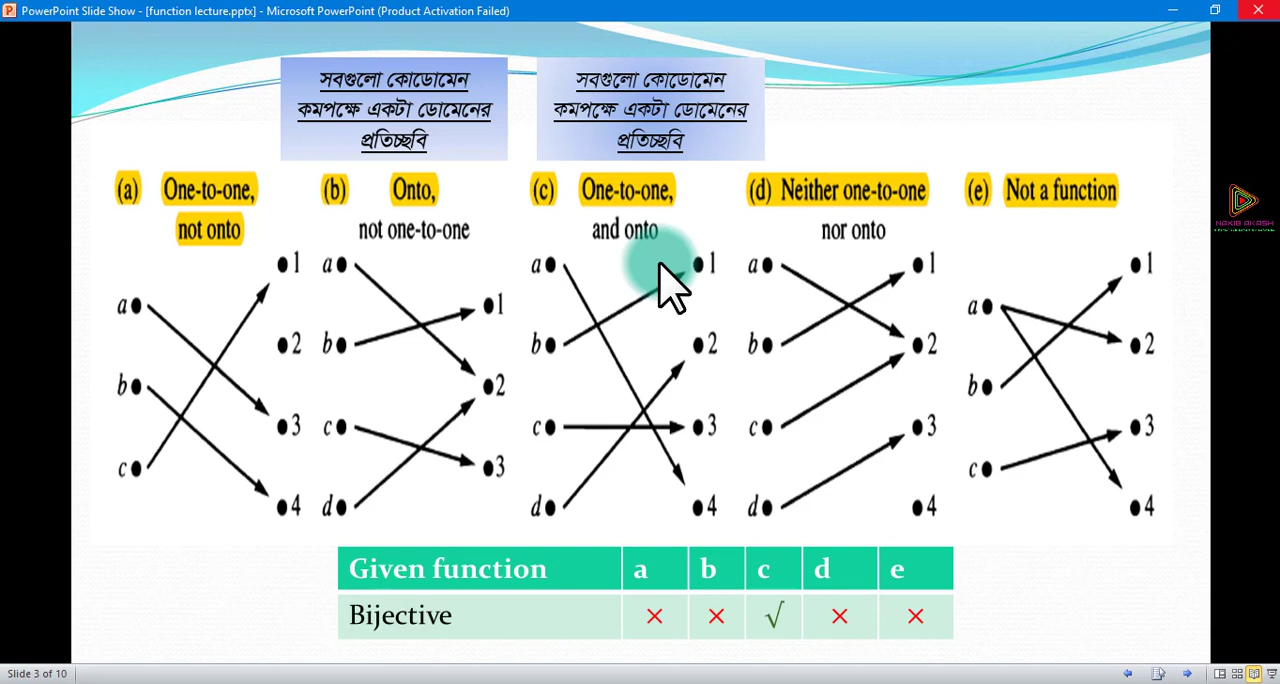 PowerPoint Slide Show - [function lecture.pptx] - Microsoft PowerPoint (Product Activation Failed)
সবগুলো কোডোমেন
কমপক্ষে একটা ডোমেনের
প্রতিচ্ছবি
সবগুলো কোডোমেন
কমপক্ষে একটা ডোমেনের
প্রতিচ্ছবি
(a) One-to-one,
not onto
a
b
c
1
2
3
4
(b) Onto,
not one-to-one
a
b
c
d
1
2
3
(c) One-to-one,
and onto
a
b
c
d
1
2
3
4
(d) Neither one-to-one
nor onto
a
b
c
d
1
2
3
4
(e) Not a function
a
b
c
1
2
3
4
NAKIB AKASH
Given function a b c d e
Bijective × × √ × ×
Slide 3 of 10